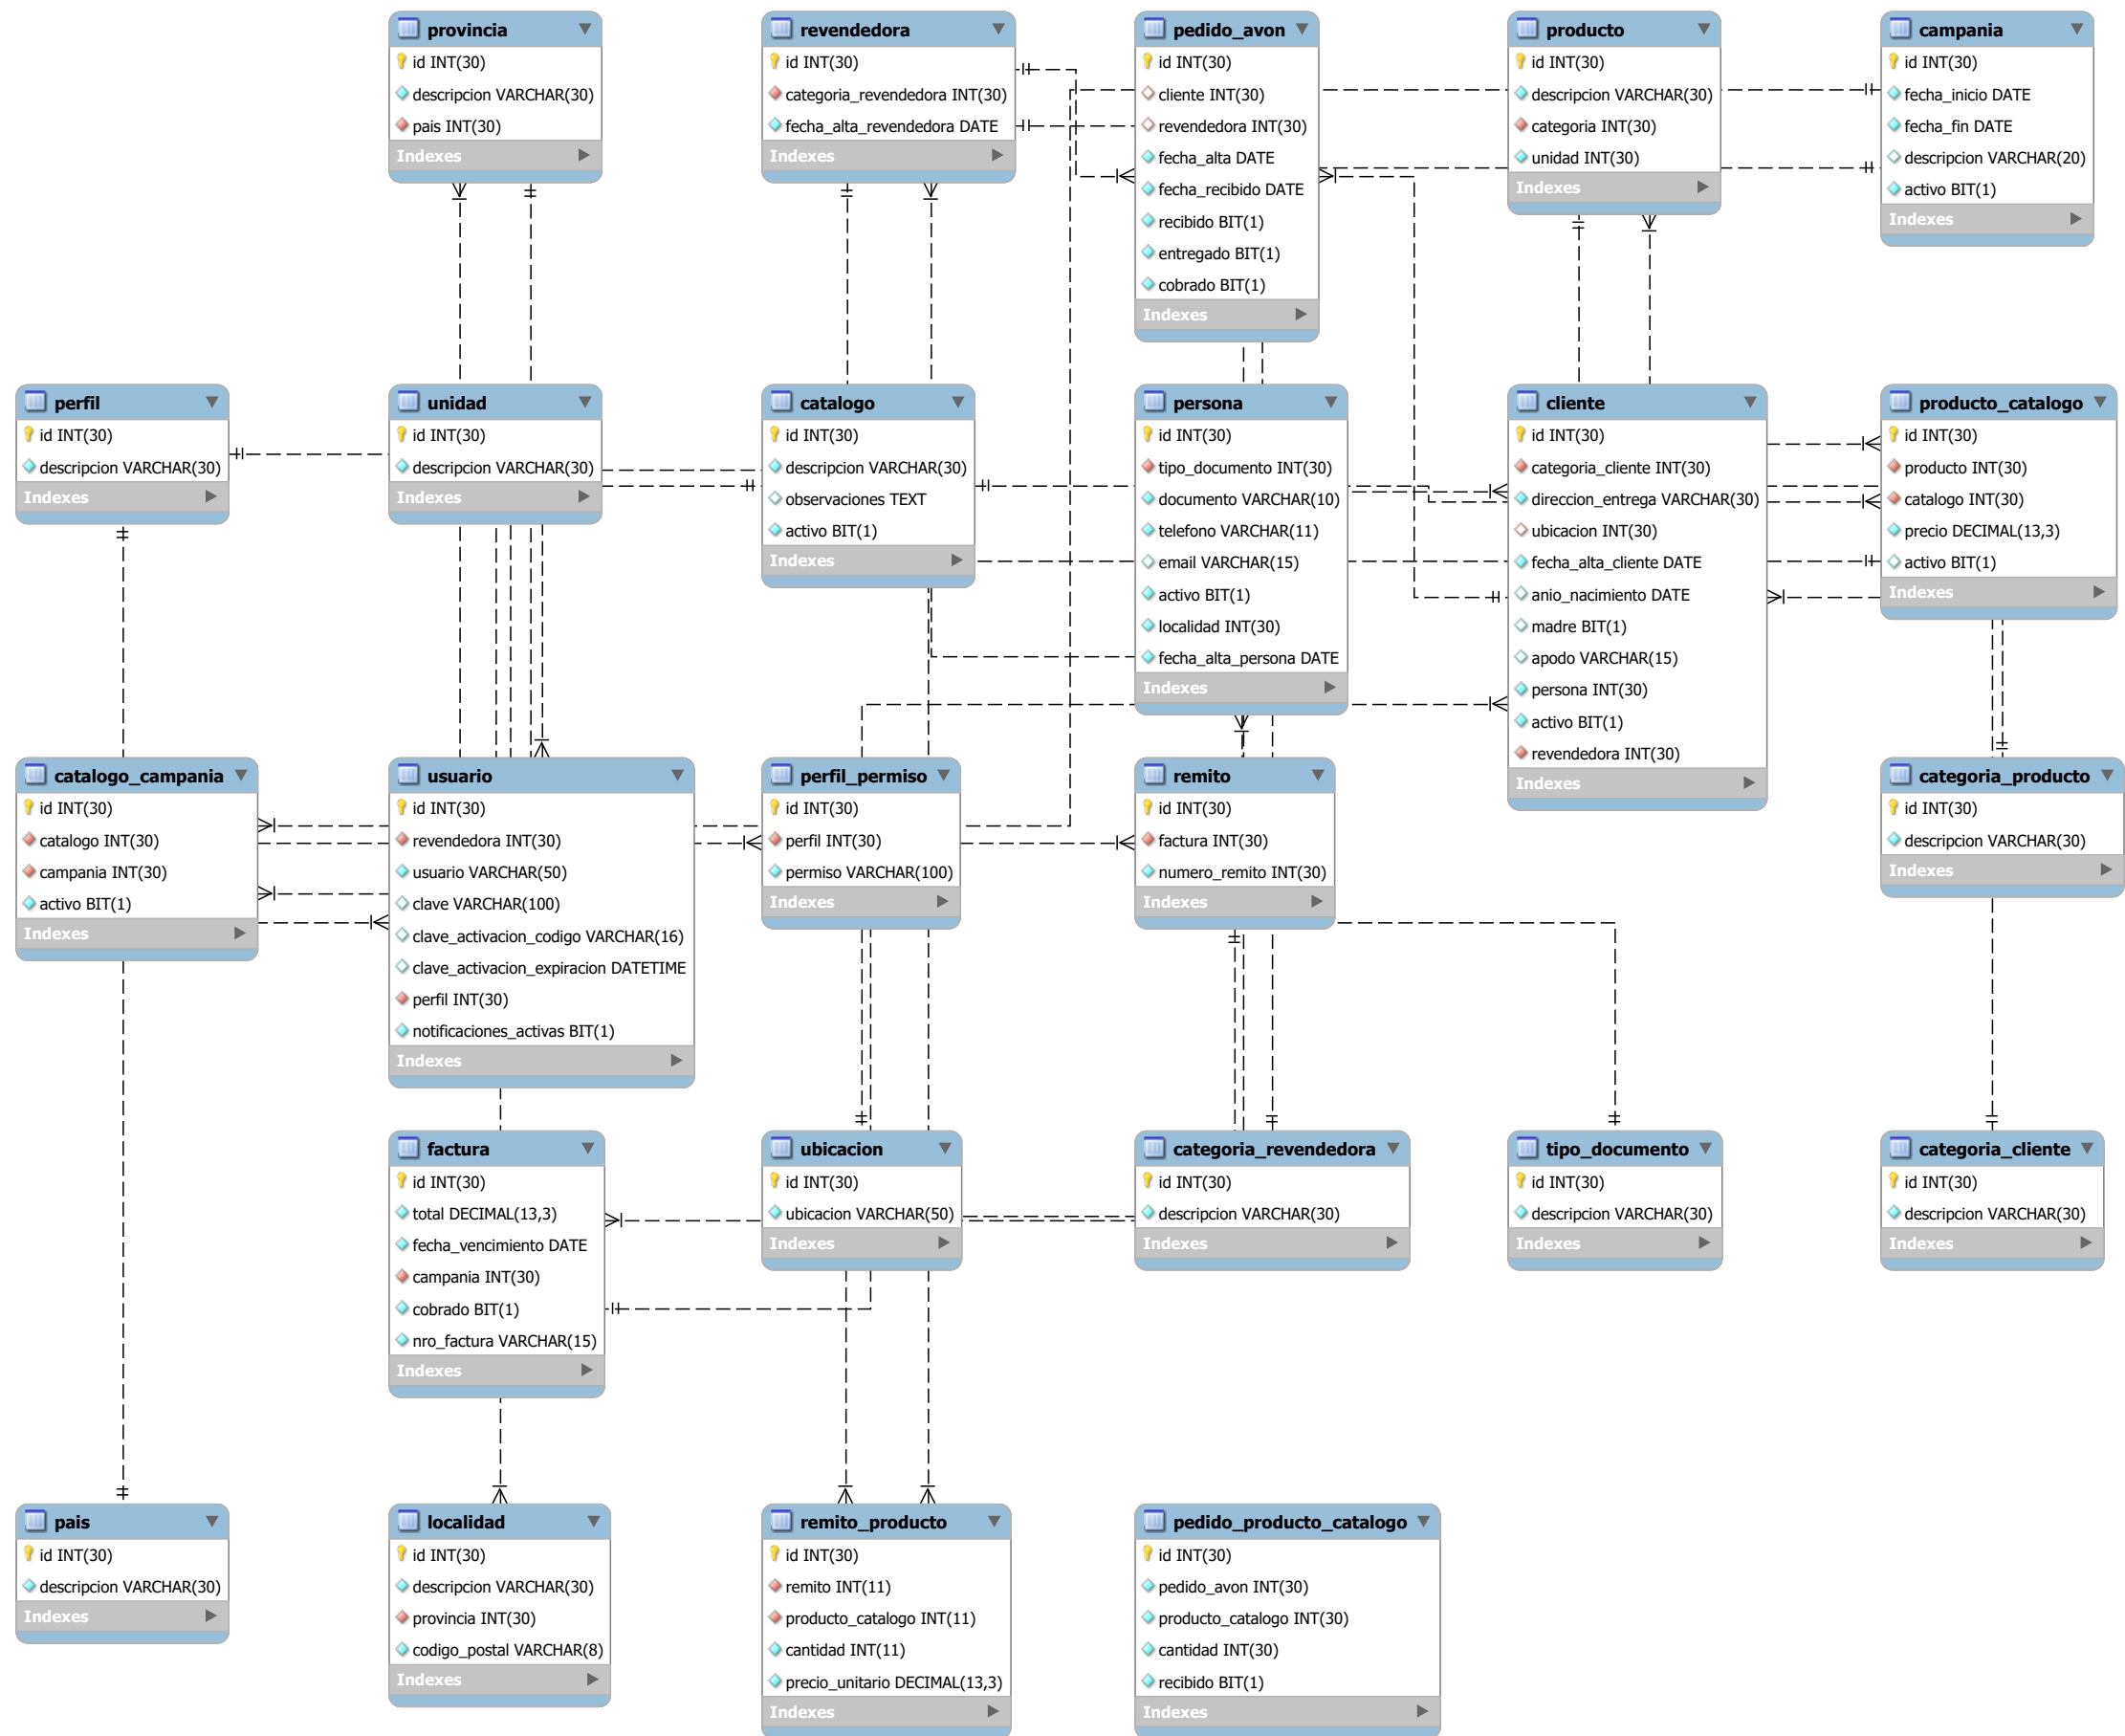 provincia
id INT(30)
descripcion VARCHAR(30)
pais INT(30)
Indexes
revendedora
id INT(30)
categoria_revendedora INT(30)
fecha_alta_revendedora DATE
Indexes
pedido_avon
id INT(30)
cliente INT(30)
revendedora INT(30)
fecha_alta DATE
fecha_recibido DATE
recibido BIT(1)
entregado BIT(1)
cobrado BIT(1)
Indexes
producto
id INT(30)
descripcion VARCHAR(30)
categoria INT(30)
unidad INT(30)
Indexes
campania
id INT(30)
fecha_inicio DATE
fecha_fin DATE
descripcion VARCHAR(20)
activo BIT(1)
Indexes
perfil
id INT(30)
descripcion VARCHAR(30)
Indexes
unidad
id INT(30)
descripcion VARCHAR(30)
Indexes
catalogo
id INT(30)
descripcion VARCHAR(30)
observaciones TEXT
activo BIT(1)
Indexes
persona
id INT(30)
tipo_documento INT(30)
documento VARCHAR(10)
telefono VARCHAR(11)
email VARCHAR(15)
activo BIT(1)
localidad INT(30)
fecha_alta_persona DATE
Indexes
cliente
id INT(30)
categoria_cliente INT(30)
direccion_entrega VARCHAR(30)
ubicacion INT(30)
fecha_alta_cliente DATE
anio_nacimiento DATE
madre BIT(1)
apodo VARCHAR(15)
persona INT(30)
activo BIT(1)
revendedora INT(30)
Indexes
producto_catalogo
id INT(30)
producto INT(30)
catalogo INT(30)
precio DECIMAL(13,3)
activo BIT(1)
Indexes
catalogo_campania
id INT(30)
catalogo INT(30)
campania INT(30)
activo BIT(1)
Indexes
usuario
id INT(30)
revendedora INT(30)
usuario VARCHAR(50)
clave VARCHAR(100)
clave_activacion_codigo VARCHAR(16)
clave_activacion_expiracion DATETIME
perfil INT(30)
notificaciones_activas BIT(1)
Indexes
perfil_permiso
id INT(30)
perfil INT(30)
permiso VARCHAR(100)
Indexes
remito
id INT(30)
factura INT(30)
numero_remito INT(30)
Indexes
categoria_producto
id INT(30)
descripcion VARCHAR(30)
Indexes
factura
id INT(30)
total DECIMAL(13,3)
fecha_vencimiento DATE
campania INT(30)
cobrado BIT(1)
nro_factura VARCHAR(15)
Indexes
ubicacion
id INT(30)
ubicacion VARCHAR(50)
Indexes
categoria_revendedora
id INT(30)
descripcion VARCHAR(30)
Indexes
tipo_documento
id INT(30)
descripcion VARCHAR(30)
Indexes
categoria_cliente
id INT(30)
descripcion VARCHAR(30)
Indexes
pais
id INT(30)
descripcion VARCHAR(30)
Indexes
localidad
id INT(30)
descripcion VARCHAR(30)
provincia INT(30)
codigo_postal VARCHAR(8)
Indexes
remito_producto
id INT(30)
remito INT(11)
producto_catalogo INT(11)
cantidad INT(11)
precio_unitario DECIMAL(13,3)
Indexes
pedido_producto_catalogo
id INT(30)
pedido_avon INT(30)
producto_catalogo INT(30)
cantidad INT(30)
recibido BIT(1)
Indexes